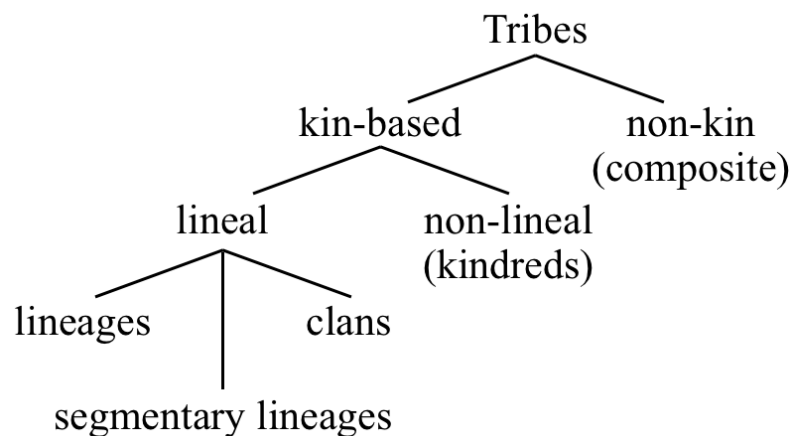 Tribes
kin-based
non-kin
(composite)
lineal
non-lineal
(kindreds)
lineages
clans
segmentary lineages